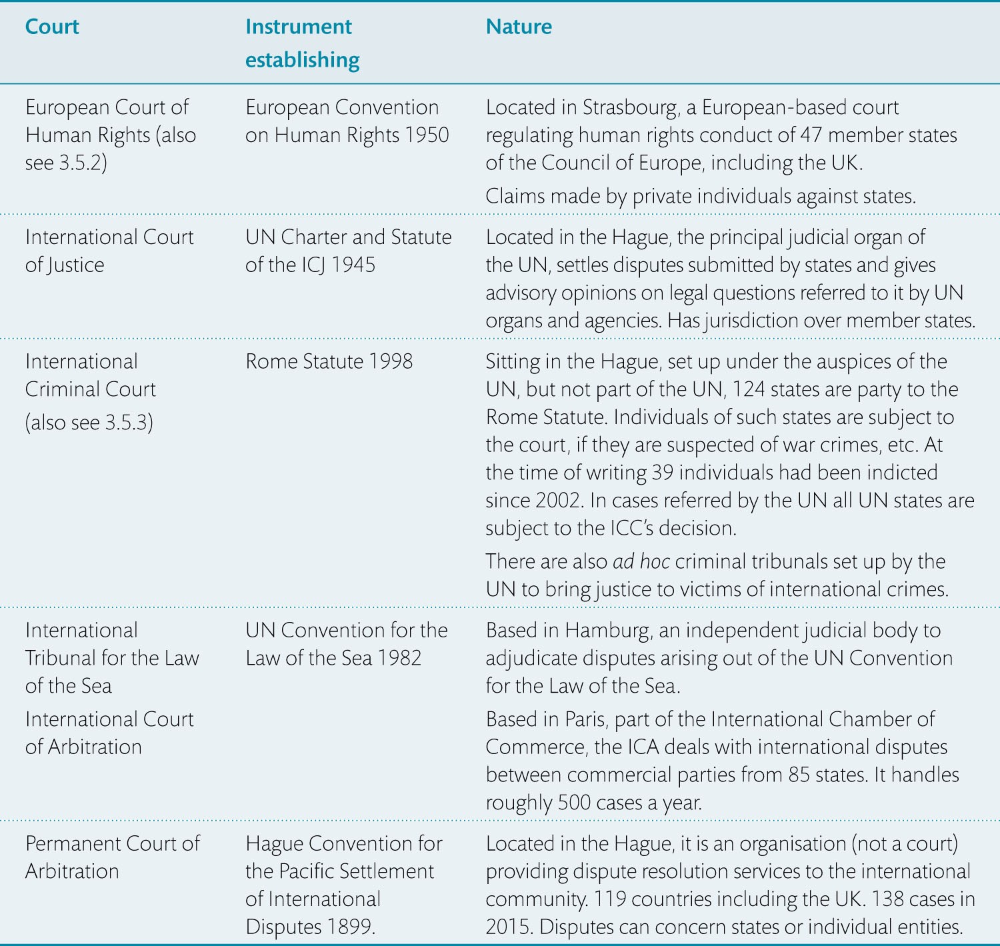 Court
Instrument
establishing
Nature
European Court of
Human Rights (also
see 3.5.2)
European Convention
on Human Rights 1950
Located in Strasbourg, a European-based court
regulating human rights conduct of 47 member states
of the Council of Europe, including the UK.
Claims made by private individuals against states.
International Court
of Justice
UN Charter and Statute
of the ICJ 1945
Located in the Hague, the principal judicial organ of
the UN, settles disputes submitted by states and gives
advisory opinions on legal questions referred to it by UN
organs and agencies. Has jurisdiction over member states.
International
Criminal Court
(also see 3.5.3)
Rome Statute 1998
Sitting in the Hague, set up under the auspices of the
UN, but not part of the UN, 124 states are party to the
Rome Statute. Individuals of such states are subject to
the court, if they are suspected of war crimes, etc. At
the time of writing 39 individuals had been indicted
since 2002. In cases referred by the UN all UN states are
subject to the ICC’s decision.
There are also ad hoc criminal tribunals set up by the
UN to bring justice to victims of international crimes.
International
Tribunal for the Law
of the Sea
UN Convention for the
Law of the Sea 1982
Based in Hamburg, an independent judicial body to
adjudicate disputes arising out of the UN Convention
for the Law of the Sea.
International Court
of Arbitration
Based in Paris, part of the International Chamber of
Commerce, the ICA deals with international disputes
between commercial parties from 85 states. It handles
roughly 500 cases a year.
Permanent Court of
Arbitration
Hague Convention for
the Pacific Settlement
of International
Disputes 1899.
Located in the Hague, it is an organisation (not a court)
providing dispute resolution services to the international
community. 119 countries including the UK. 138 cases in
2015. Disputes can concern states or individual entities.